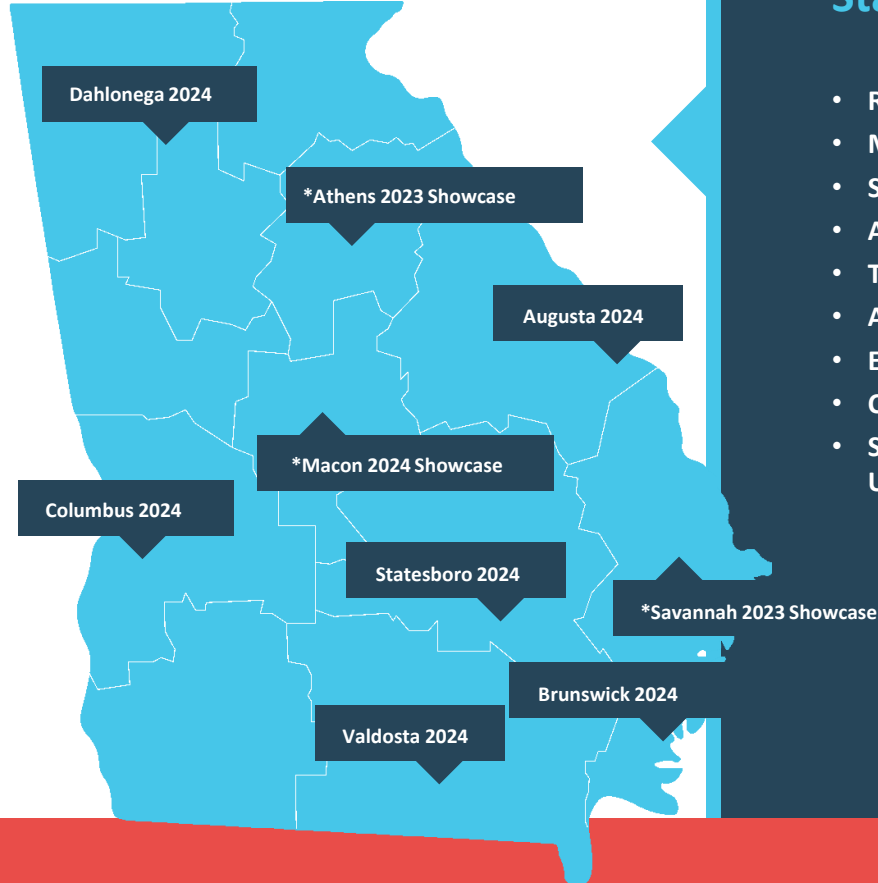 Dahlonega 2024
*Athens 2023 Showcase
Augusta 2024
*Macon 2024 Showcase
Columbus 2024
Statesboro 2024
*Savannah 2023 Showcase
Brunswick 2024
Valdosta 2024